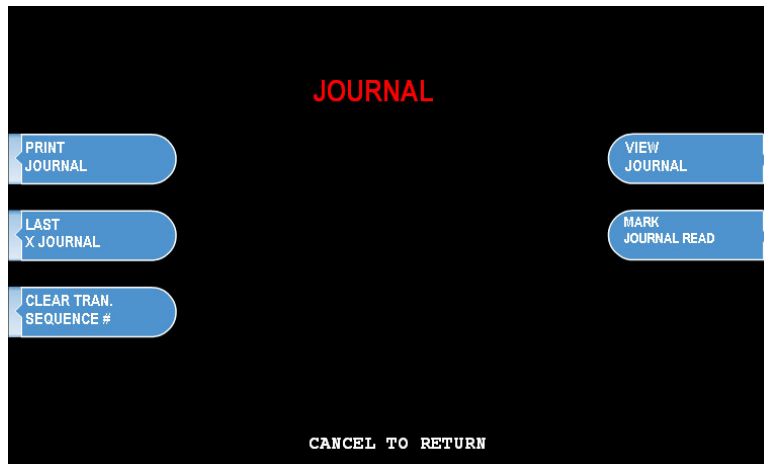 JOURNAL
PRINT
JOURNAL
VIEW
JOURNAL
LAST
X JOURNAL
MARK
JOURNAL READ
CLEAR TRAN.
SEQUENCE #
CANCEL TO RETURN